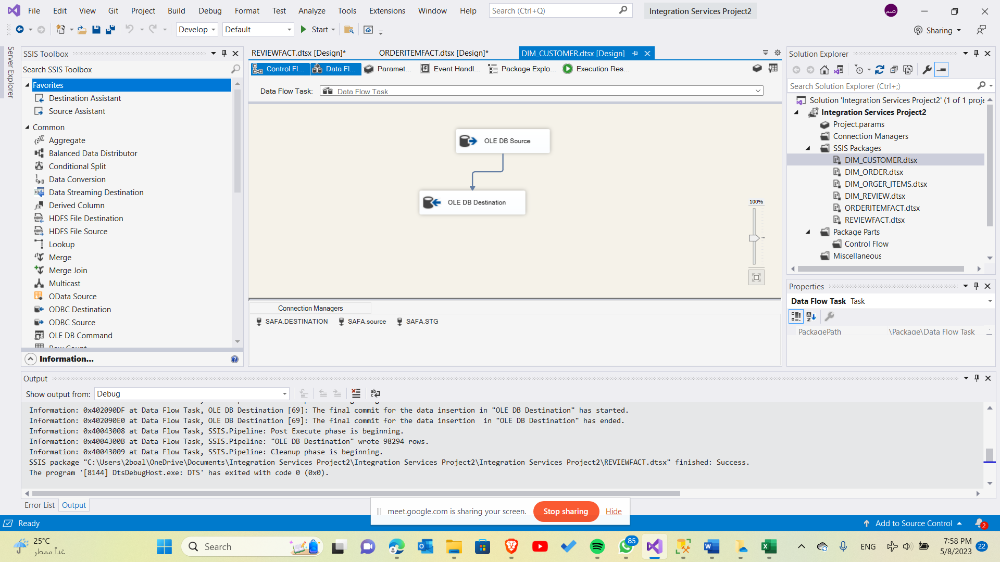 File Edit View Git Project Build Debug Format Test Analyze Tools Extensions Window Help Search (Ctrl+Q) Integration Services Project2 صم
Develop Default Start Sharing
Server Explorer
SSIS Toolbox
Search SSIS Toolbox
Favorites
Destination Assistant
Source Assistant
Common
Aggregate
Balanced Data Distributor
Conditional Split
Data Conversion
Data Streaming Destination
Derived Column
HDFS File Destination
HDFS File Source
Lookup
Merge
Merge Join
Multicast
OData Source
ODBC Destination
ODBC Source
OLE DB Command
Information...
REVIEWFACT.dtsx [Design]* ORDERITEMFACT.dtsx [Design]* DIM_CUSTOMER.dtsx [Design]
Control Fl... Data Fl... Paramet... Event Handl... Package Explo... Execution Res...
Data Flow Task: Data Flow Task
OLE DB Source
OLE DB Destination
100%
Connection Managers
SAFA.DESTINATION SAFA.source SAFA.STG
Solution Explorer
Search Solution Explorer (Ctrl+;)
Solution 'Integration Services Project2' (1 of 1 proje
Integration Services Project2
Project.params
Connection Managers
SSIS Packages
DIM_CUSTOMER.dtsx
DIM_ORDER.dtsx
DIM_ORGER_ITEMS.dtsx
DIM_REVIEW.dtsx
ORDERITEMFACT.dtsx
REVIEWFACT.dtsx
Package Parts
Control Flow
Miscellaneous
Properties
Data Flow Task Task
PackagePath \Package\Data Flow Task
Output
Show output from: Debug
Information: 0x402090DF at Data Flow Task, OLE DB Destination [69]: The final commit for the data insertion in "OLE DB Destination" has started.
Information: 0x402090E0 at Data Flow Task, OLE DB Destination [69]: The final commit for the data insertion  in "OLE DB Destination" has ended.
Information: 0x40043008 at Data Flow Task, SSIS.Pipeline: Post Execute phase is beginning.
Information: 0x4004300B at Data Flow Task, SSIS.Pipeline: "OLE DB Destination" wrote 98294 rows.
Information: 0x40043009 at Data Flow Task, SSIS.Pipeline: Cleanup phase is beginning.
SSIS package "C:\Users\2boal\OneDrive\Documents\Integration Services Project2\Integration Services Project2\Integration Services Project2\REVIEWFACT.dtsx" finished: Success.
The program '[8144] DtsDebugHost.exe: DTS' has exited with code 0 (0x0).
Error List Output
meet.google.com is sharing your screen. Stop sharing Hide
Ready Add to Source Control 2
25°C
غداً ممطر
Search 85 ENG
7:58 PM
5/8/2023 22